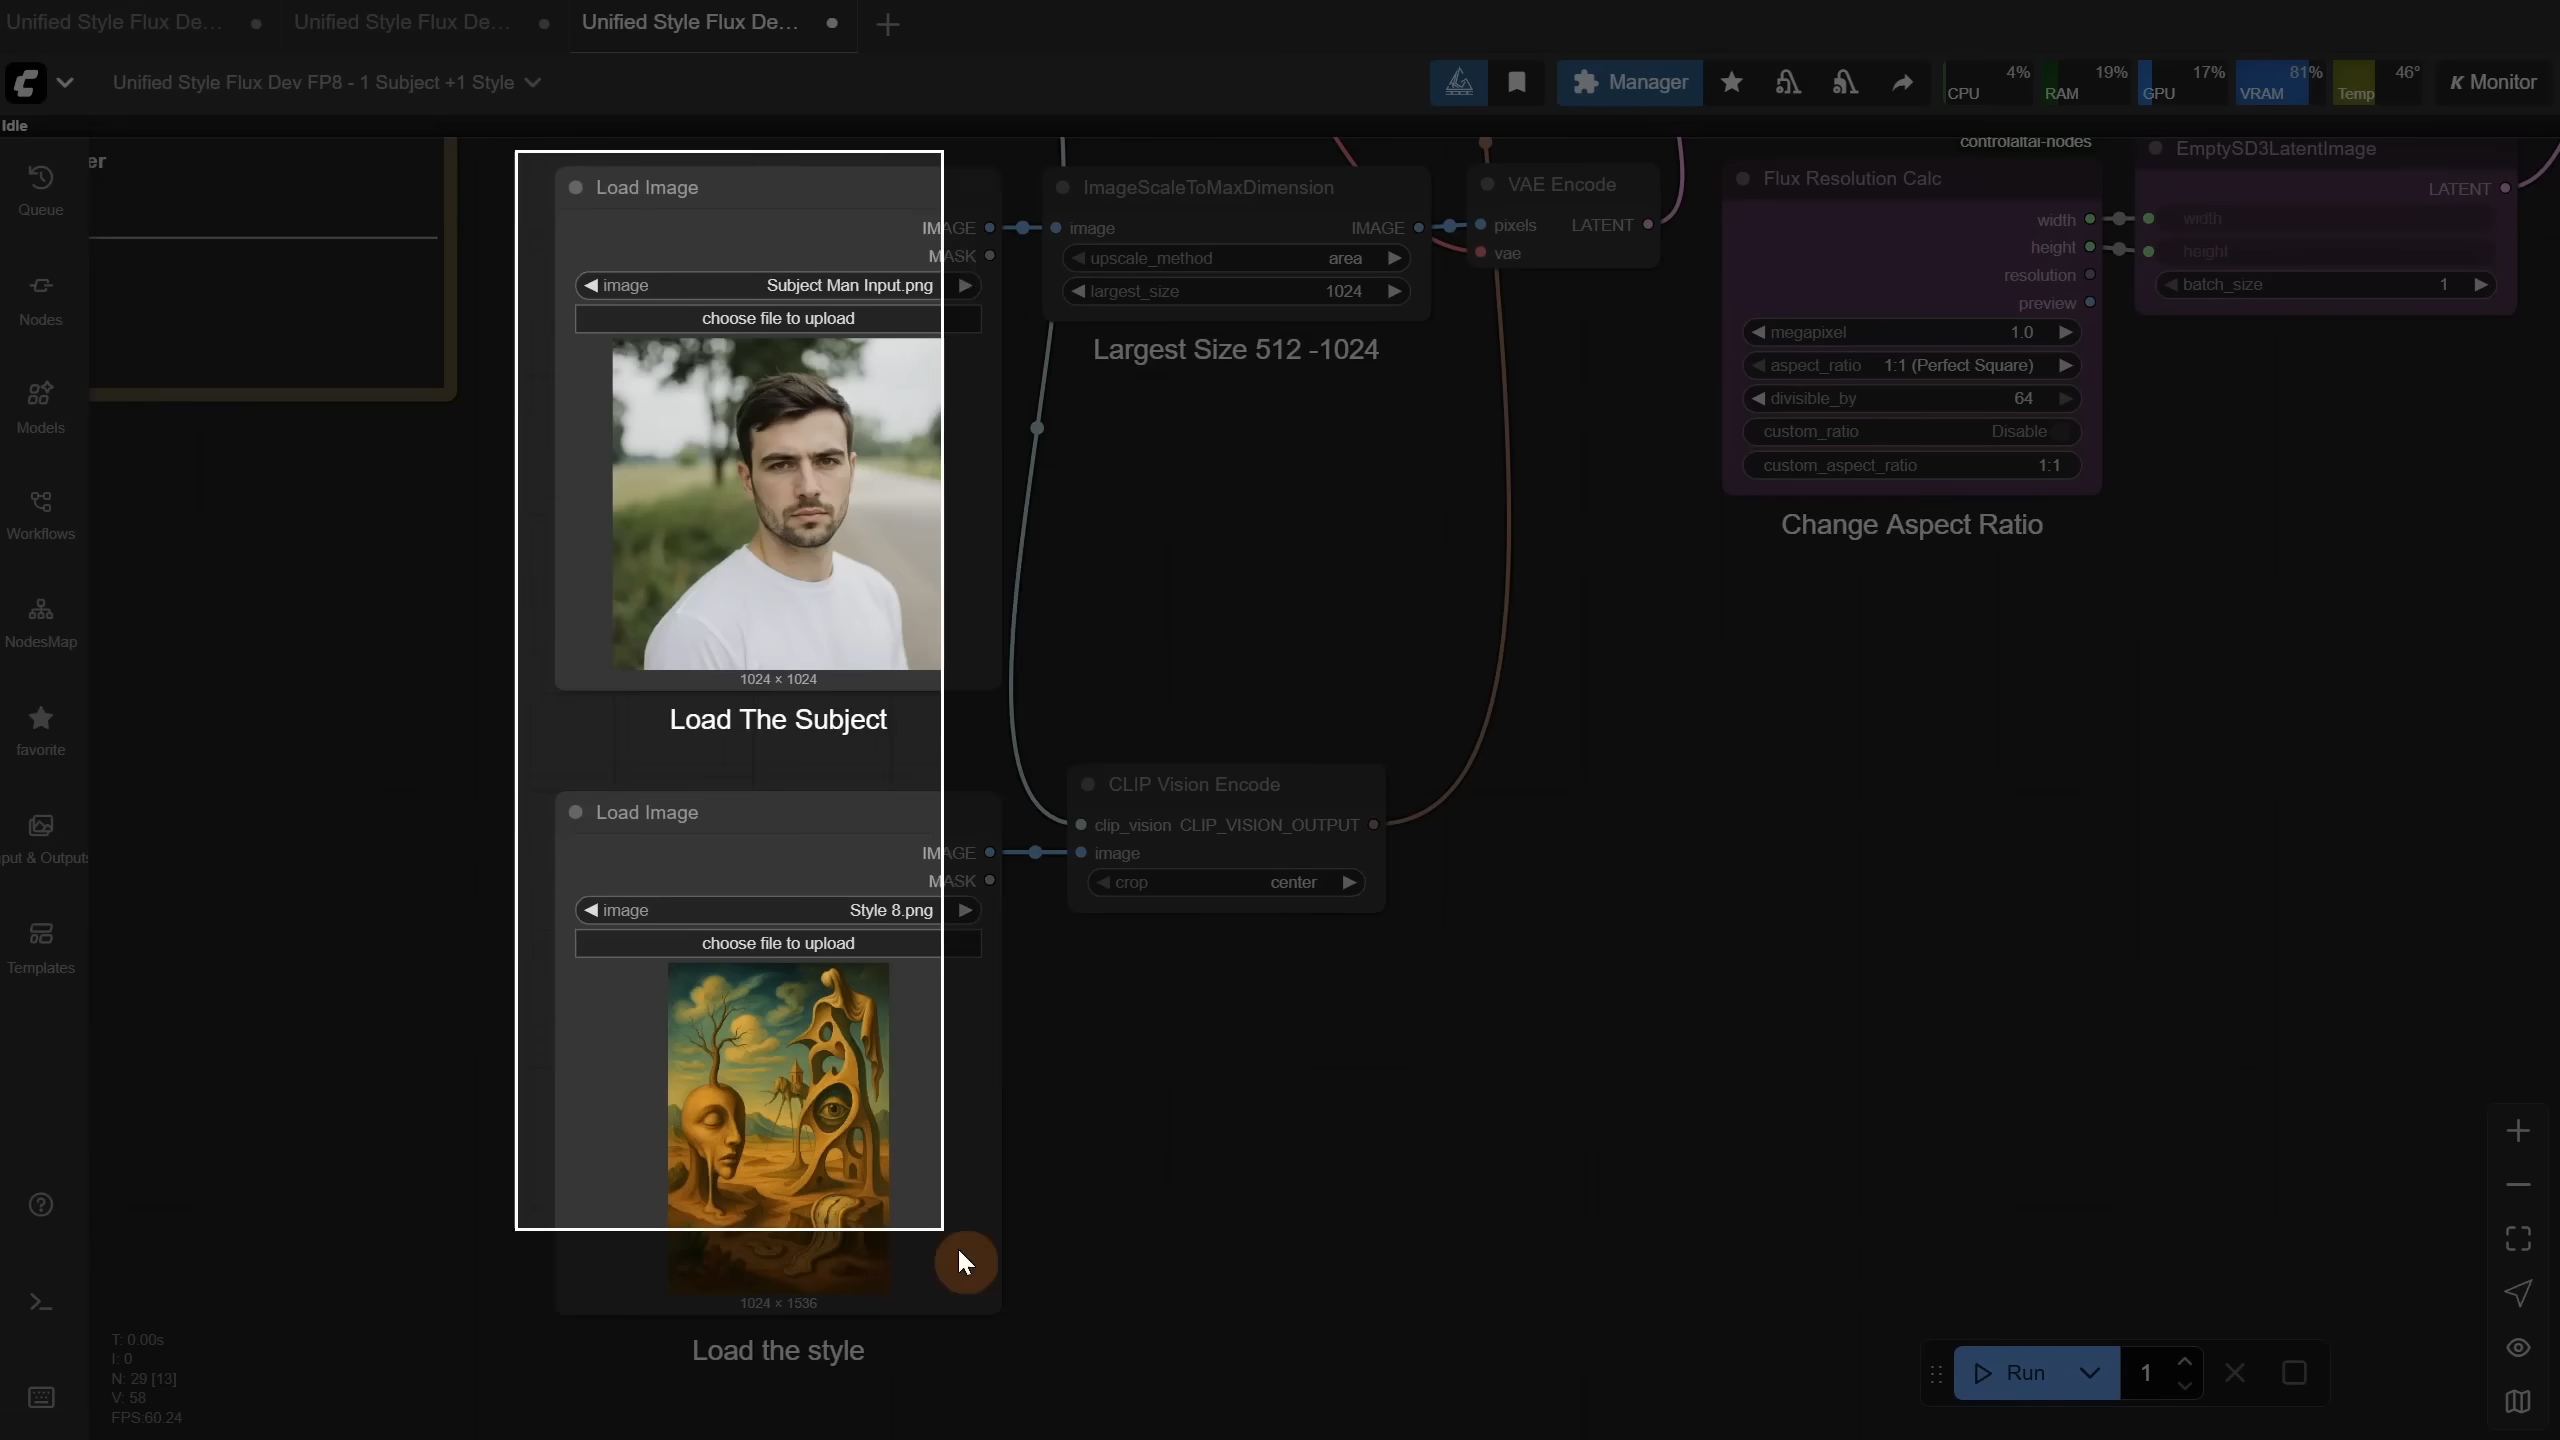 Unified Style Flux De...
Unified Style Flux De...
Unified Style Flux De...
Unified Style Flux Dev FP8 - 1 Subject +1 Style
Manager
CPU 4%
RAM 19%
GPU 17%
VRAM 81%
Temp 46°
K Monitor
Idle
Queue
Nodes
Models
Workflows
NodesMap
favorite
put & Outputs
Templates
er
Load Image
IMAGE
MASK
image Subject Man Input.png
choose file to upload
1024 × 1024
Load The Subject
Load Image
IMAGE
MASK
image Style 8.png
choose file to upload
1024 × 1536
Load the style
ImageScaleToMaxDimension
image IMAGE
upscale_method area
largest_size 1024
Largest Size 512 -1024
VAE Encode
pixels LATENT
vae
CLIP Vision Encode
clip_vision CLIP_VISION_OUTPUT
image
crop center
controlaltai-nodes
Flux Resolution Calc
width
height
resolution
preview
megapixel 1.0
aspect_ratio 1:1 (Perfect Square)
divisible_by 64
custom_ratio Disable
custom_aspect_ratio 1:1
Change Aspect Ratio
EmptySD3LatentImage
LATENT
width
height
batch_size 1
T: 0.00s
I: 0
N: 29 [13]
V: 58
FPS:60.24
Run 1